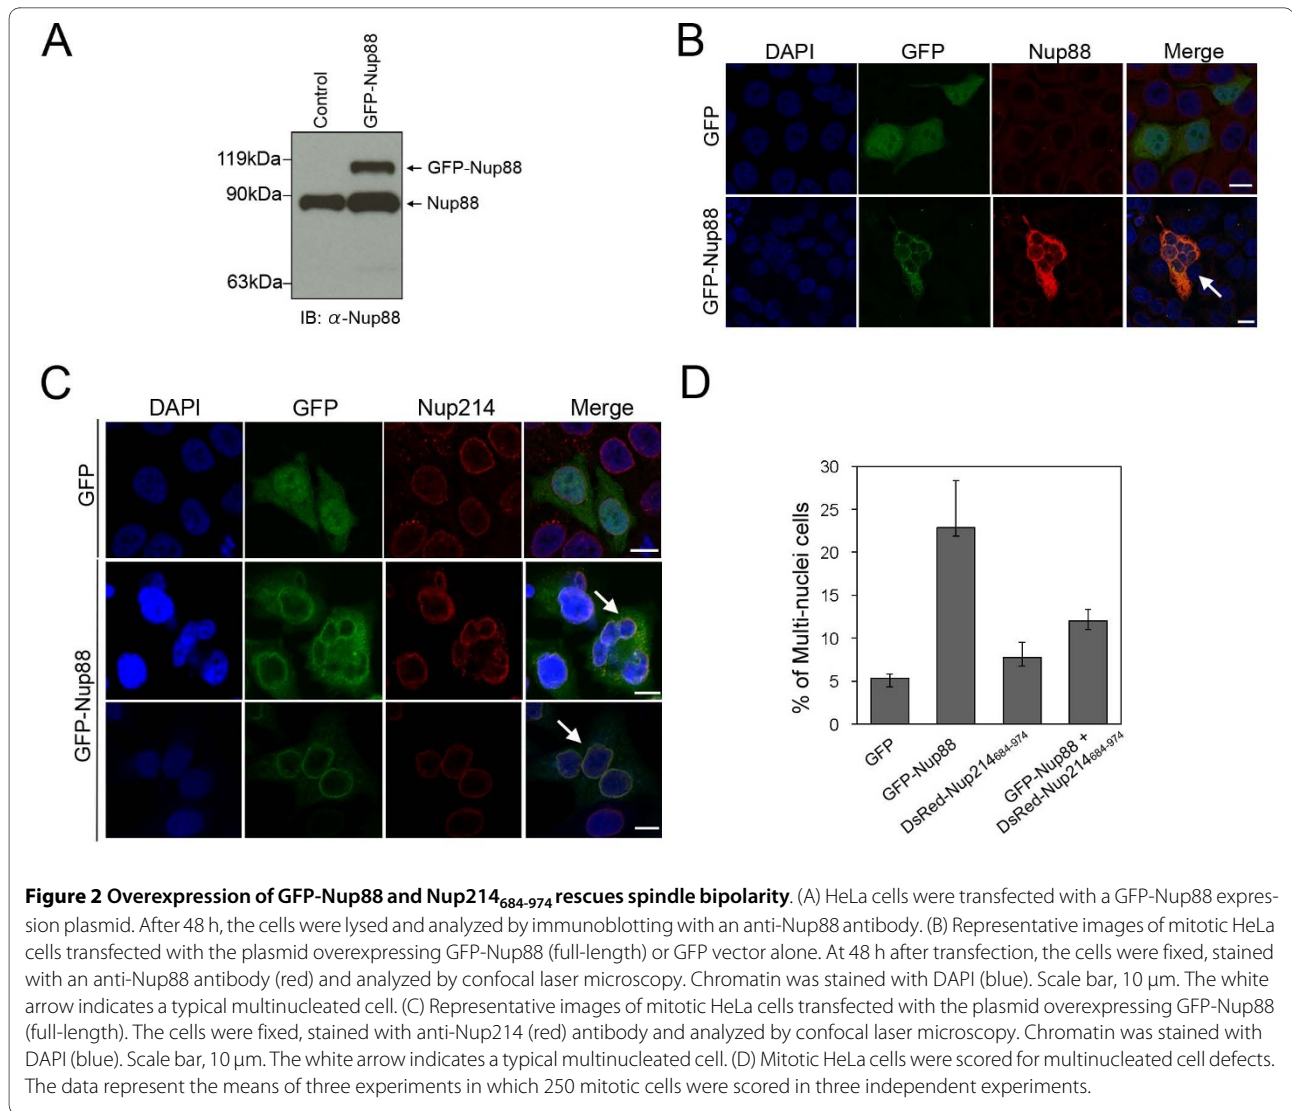 A
Control
GFP-Nup88
119kDa
GFP-Nup88
90kDa
Nup88
63kDa
IB: α-Nup88
B
DAPI GFP Nup88 Merge
GFP
GFP-Nup88
C
DAPI GFP Nup214 Merge
GFP
GFP-Nup88
D
% of Multi-nuclei cells
30
25
20
15
10
5
0
GFP
GFP-Nup88
DsRed-Nup214684-974
GFP-Nup88 +
DsRed-Nup214684-974
Figure 2 Overexpression of GFP-Nup88 and Nup214684-974 rescues spindle bipolarity. (A) HeLa cells were transfected with a GFP-Nup88 expres-
sion plasmid. After 48 h, the cells were lysed and analyzed by immunoblotting with an anti-Nup88 antibody. (B) Representative images of mitotic HeLa
cells transfected with the plasmid overexpressing GFP-Nup88 (full-length) or GFP vector alone. At 48 h after transfection, the cells were fixed, stained
with an anti-Nup88 antibody (red) and analyzed by confocal laser microscopy. Chromatin was stained with DAPI (blue). Scale bar, 10 μm. The white
arrow indicates a typical multinucleated cell. (C) Representative images of mitotic HeLa cells transfected with the plasmid overexpressing GFP-Nup88
(full-length). The cells were fixed, stained with anti-Nup214 (red) antibody and analyzed by confocal laser microscopy. Chromatin was stained with
DAPI (blue). Scale bar, 10 μm. The white arrow indicates a typical multinucleated cell. (D) Mitotic HeLa cells were scored for multinucleated cell defects.
The data represent the means of three experiments in which 250 mitotic cells were scored in three independent experiments.